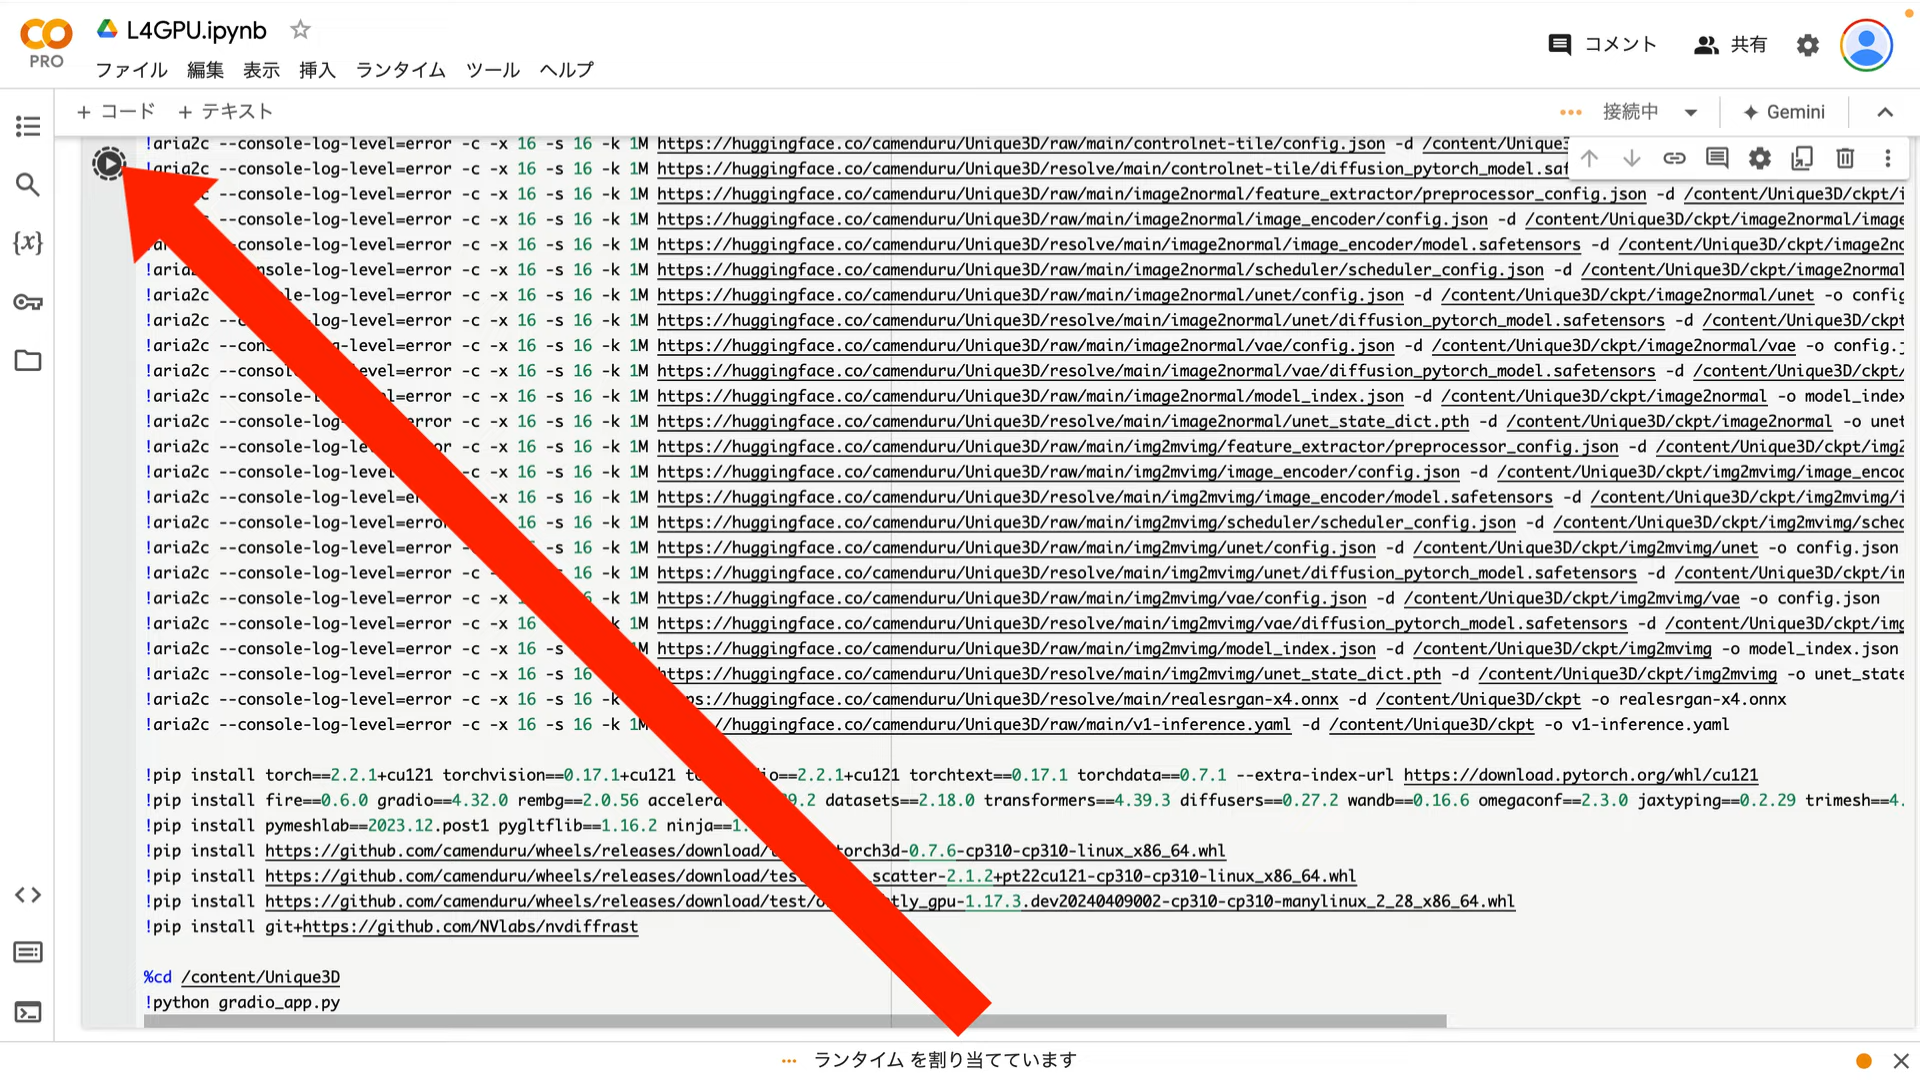 CO PRO
L4GPU.ipynb
コメント
共有
ファイル 編集 表示 挿入 ランタイム ツール ヘルプ
+ コード + テキスト
接続中
Gemini
!aria2c --console-log-level=error -c -x 16 -s 16 -k 1M https://huggingface.co/camenduru/Unique3D/raw/main/controlnet-tile/config.json -d /content/Unique3
!aria2c --console-log-level=error -c -x 16 -s 16 -k 1M https://huggingface.co/camenduru/Unique3D/resolve/main/controlnet-tile/diffusion_pytorch_model.saf
c --console-log-level=error -c -x 16 -s 16 -k 1M https://huggingface.co/camenduru/Unique3D/raw/main/image2normal/feature_extractor/preprocessor_config.json -d /content/Unique3D/ckpt/i
c --console-log-level=error -c -x 16 -s 16 -k 1M https://huggingface.co/camenduru/Unique3D/raw/main/image2normal/image_encoder/config.json -d /content/Unique3D/ckpt/image2normal/image
--console-log-level=error -c -x 16 -s 16 -k 1M https://huggingface.co/camenduru/Unique3D/resolve/main/image2normal/image_encoder/model.safetensors -d /content/Unique3D/ckpt/image2no
!aria nsole-log-level=error -c -x 16 -s 16 -k 1M https://huggingface.co/camenduru/Unique3D/raw/main/image2normal/scheduler/scheduler_config.json -d /content/Unique3D/ckpt/image2normal
!aria2c le-log-level=error -c -x 16 -s 16 -k 1M https://huggingface.co/camenduru/Unique3D/raw/main/image2normal/unet/config.json -d /content/Unique3D/ckpt/image2normal/unet -o config
!aria2c -- log-level=error -c -x 16 -s 16 -k 1M https://huggingface.co/camenduru/Unique3D/resolve/main/image2normal/unet/diffusion_pytorch_model.safetensors -d /content/Unique3D/ckpt
!aria2c --con -level=error -c -x 16 -s 16 -k 1M https://huggingface.co/camenduru/Unique3D/raw/main/image2normal/vae/config.json -d /content/Unique3D/ckpt/image2normal/vae -o config.j
!aria2c --cons evel=error -c -x 16 -s 16 -k 1M https://huggingface.co/camenduru/Unique3D/resolve/main/image2normal/vae/diffusion_pytorch_model.safetensors -d /content/Unique3D/ckpt/
!aria2c --console =error -c -x 16 -s 16 -k 1M https://huggingface.co/camenduru/Unique3D/raw/main/image2normal/model_index.json -d /content/Unique3D/ckpt/image2normal -o model_index
!aria2c --console-l error -c -x 16 -s 16 -k 1M https://huggingface.co/camenduru/Unique3D/resolve/main/image2normal/unet_state_dict.pth -d /content/Unique3D/ckpt/image2normal -o unet
!aria2c --console-log- r -c -x 16 -s 16 -k 1M https://huggingface.co/camenduru/Unique3D/raw/main/img2mvimg/feature_extractor/preprocessor_config.json -d /content/Unique3D/ckpt/img2
!aria2c --console-log-lev -c -x 16 -s 16 -k 1M https://huggingface.co/camenduru/Unique3D/raw/main/img2mvimg/image_encoder/config.json -d /content/Unique3D/ckpt/img2mvimg/image_encod
!aria2c --console-log-level -x 16 -s 16 -k 1M https://huggingface.co/camenduru/Unique3D/resolve/main/img2mvimg/image_encoder/model.safetensors -d /content/Unique3D/ckpt/img2mvimg/i
!aria2c --console-log-level=er 16 -s 16 -k 1M https://huggingface.co/camenduru/Unique3D/raw/main/img2mvimg/scheduler/scheduler_config.json -d /content/Unique3D/ckpt/img2mvimg/sched
!aria2c --console-log-level=error -s 16 -k 1M https://huggingface.co/camenduru/Unique3D/raw/main/img2mvimg/unet/config.json -d /content/Unique3D/ckpt/img2mvimg/unet -o config.json
!aria2c --console-log-level=error -c 16 -k 1M https://huggingface.co/camenduru/Unique3D/resolve/main/img2mvimg/unet/diffusion_pytorch_model.safetensors -d /content/Unique3D/ckpt/im
!aria2c --console-log-level=error -c -x 6 -k 1M https://huggingface.co/camenduru/Unique3D/raw/main/img2mvimg/vae/config.json -d /content/Unique3D/ckpt/img2mvimg/vae -o config.json
!aria2c --console-log-level=error -c -x 16 -k 1M https://huggingface.co/camenduru/Unique3D/resolve/main/img2mvimg/vae/diffusion_pytorch_model.safetensors -d /content/Unique3D/ckpt/img
!aria2c --console-log-level=error -c -x 16 -s 1M https://huggingface.co/camenduru/Unique3D/raw/main/img2mvimg/model_index.json -d /content/Unique3D/ckpt/img2mvimg -o model_index.json
!aria2c --console-log-level=error -c -x 16 -s 16 ttps://huggingface.co/camenduru/Unique3D/resolve/main/img2mvimg/unet_state_dict.pth -d /content/Unique3D/ckpt/img2mvimg -o unet_state
!aria2c --console-log-level=error -c -x 16 -s 16 -k ps://huggingface.co/camenduru/Unique3D/resolve/main/realesrgan-x4.onnx -d /content/Unique3D/ckpt -o realesrgan-x4.onnx
!aria2c --console-log-level=error -c -x 16 -s 16 -k 1M //huggingface.co/camenduru/Unique3D/raw/main/v1-inference.yaml -d /content/Unique3D/ckpt -o v1-inference.yaml
!pip install torch==2.2.1+cu121 torchvision==0.17.1+cu121 to io==2.2.1+cu121 torchtext==0.17.1 torchdata==0.7.1 --extra-index-url https://download.pytorch.org/whl/cu121
!pip install fire==0.6.0 gradio==4.32.0 rembg==2.0.56 accelera 9.2 datasets==2.18.0 transformers==4.39.3 diffusers==0.27.2 wandb==0.16.6 omegaconf==2.3.0 jaxtyping==0.2.29 trimesh==4.
!pip install pymeshlab==2023.12.post1 pygltflib==1.16.2 ninja==1.
!pip install https://github.com/camenduru/wheels/releases/download/ torch3d-0.7.6-cp310-cp310-linux_x86_64.whl
!pip install https://github.com/camenduru/wheels/releases/download/tes scatter-2.1.2+pt22cu121-cp310-cp310-linux_x86_64.whl
!pip install https://github.com/camenduru/wheels/releases/download/test/o tly_gpu-1.17.3.dev20240409002-cp310-cp310-manylinux_2_28_x86_64.whl
!pip install git+https://github.com/NVlabs/nvdiffrast
%cd /content/Unique3D
!python gradio_app.py
ランタイム を割り当てています